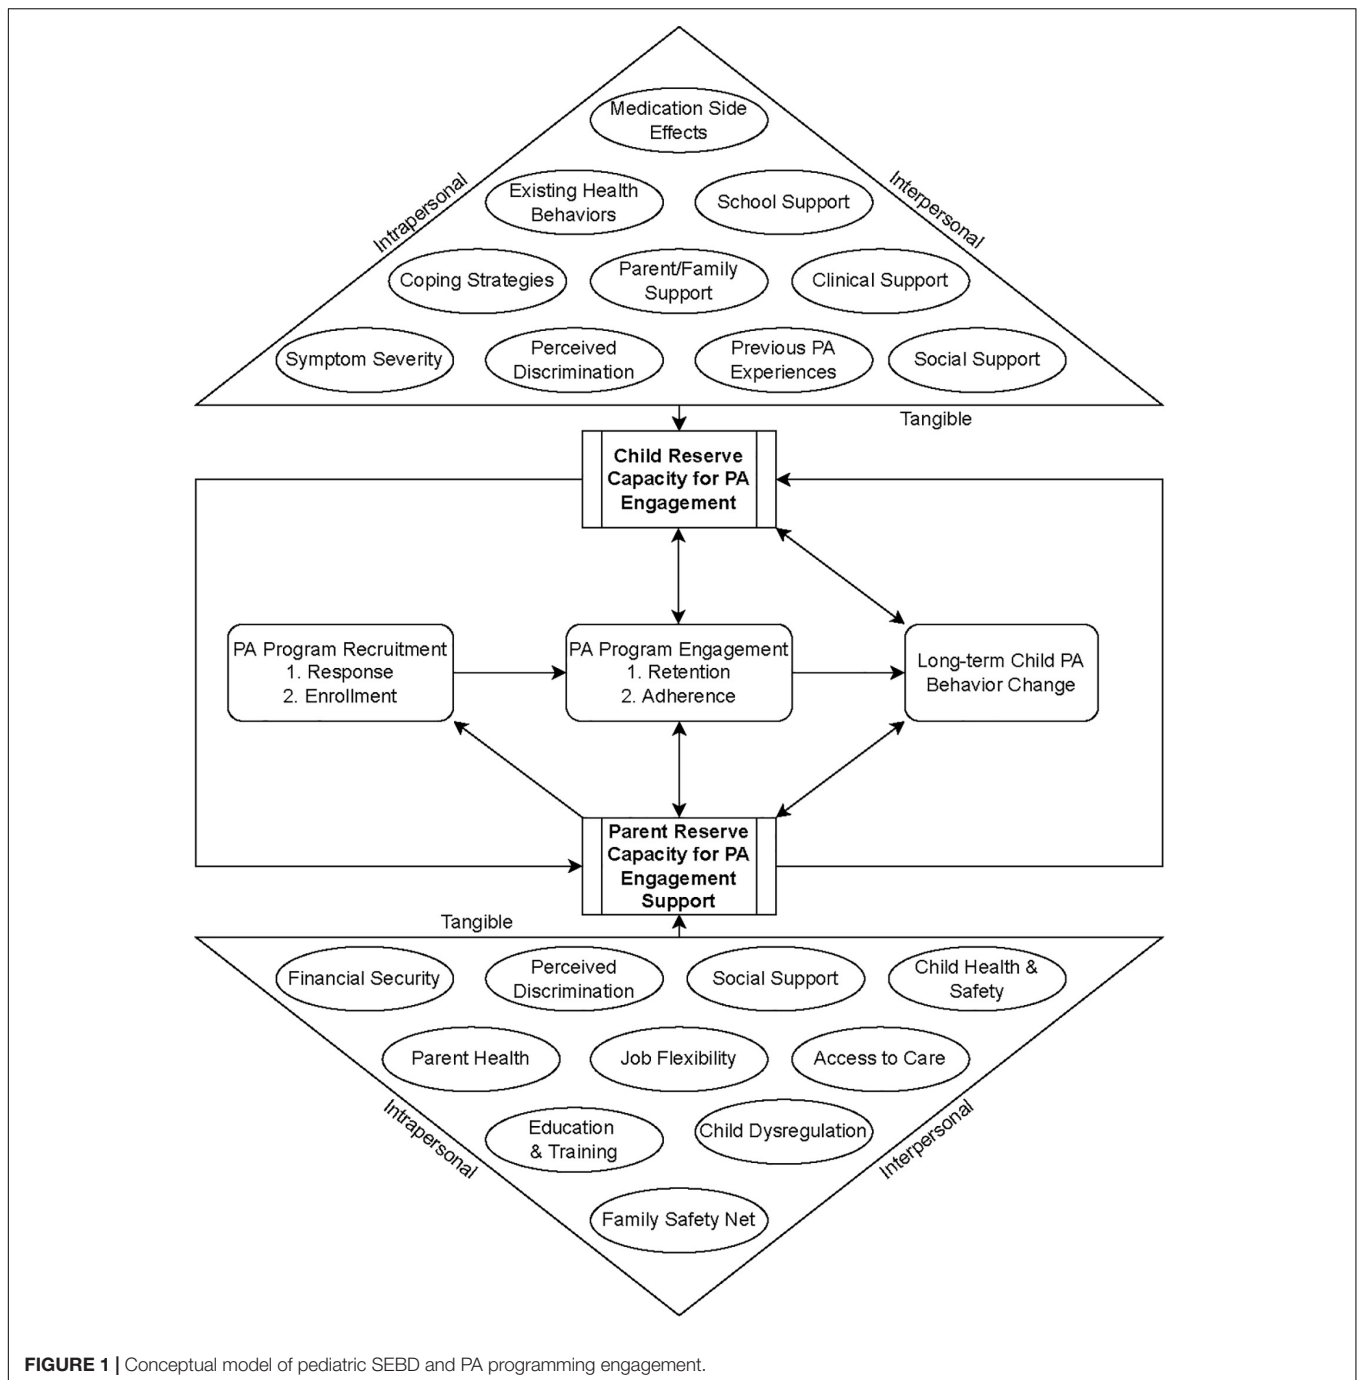 Medication Side
Effects
Intrapersonal
Interpersonal
Existing Health
Behaviors
School Support
Coping Strategies
Parent/Family
Support
Clinical Support
Symptom Severity
Perceived
Discrimination
Previous PA
Experiences
Social Support
Tangible
Child Reserve
Capacity for PA
Engagement
PA Program Recruitment
1. Response
2. Enrollment
PA Program Engagement
1. Retention
2. Adherence
Long-term Child PA
Behavior Change
Parent Reserve
Capacity for PA
Engagement
Support
Tangible
Financial Security
Perceived
Discrimination
Social Support
Child Health &
Safety
Parent Health
Job Flexibility
Access to Care
Intrapersonal
Interpersonal
Education
& Training
Child Dysregulation
Family Safety Net
FIGURE 1 | Conceptual model of pediatric SEBD and PA programming engagement.